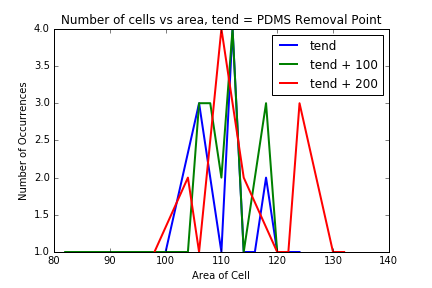 Number of cells vs area, tend = PDMS Removal Point
4.0
3.5
3.0
2.5
2.0
1.5
1.0
Number of Occurrences
tend
tend + 100
tend + 200
80
90
100
110
120
130
140
Area of Cell